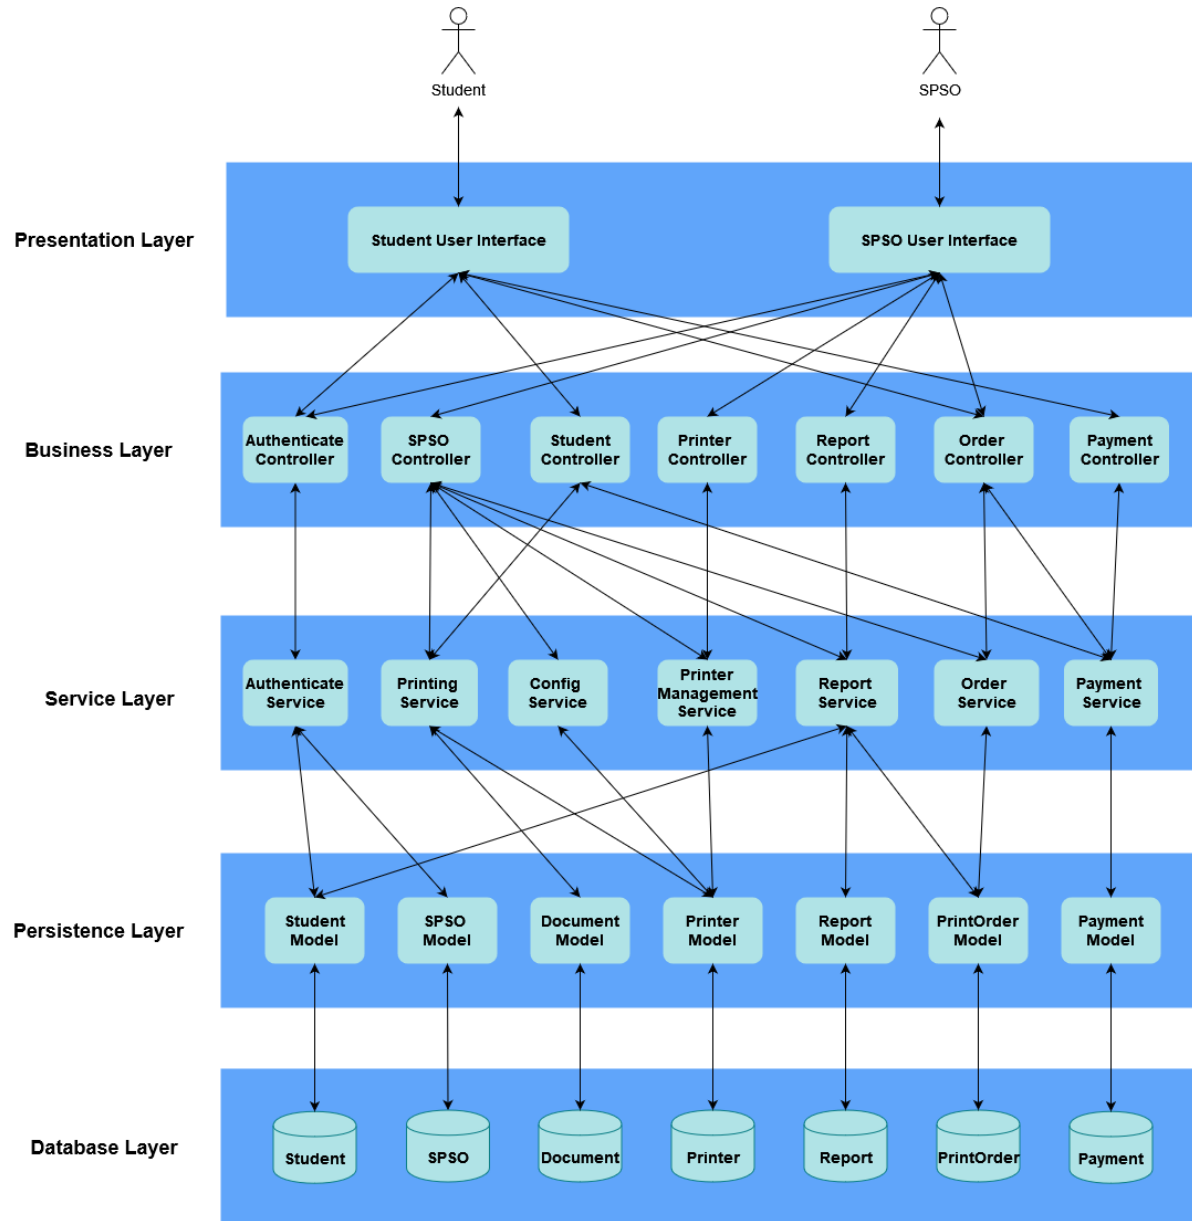 Student
SPSO
Presentation Layer
Student User Interface
SPSO User Interface
Business Layer
Authenticate
Controller
SPSO
Controller
Student
Controller
Printer
Controller
Report
Controller
Order
Controller
Payment
Controller
Service Layer
Authenticate
Service
Printing
Service
Config
Service
Printer
Management
Service
Report
Service
Order
Service
Payment
Service
Persistence Layer
Student
Model
SPSO
Model
Document
Model
Printer
Model
Report
Model
PrintOrder
Model
Payment
Model
Database Layer
Student
SPSO
Document
Printer
Report
PrintOrder
Payment